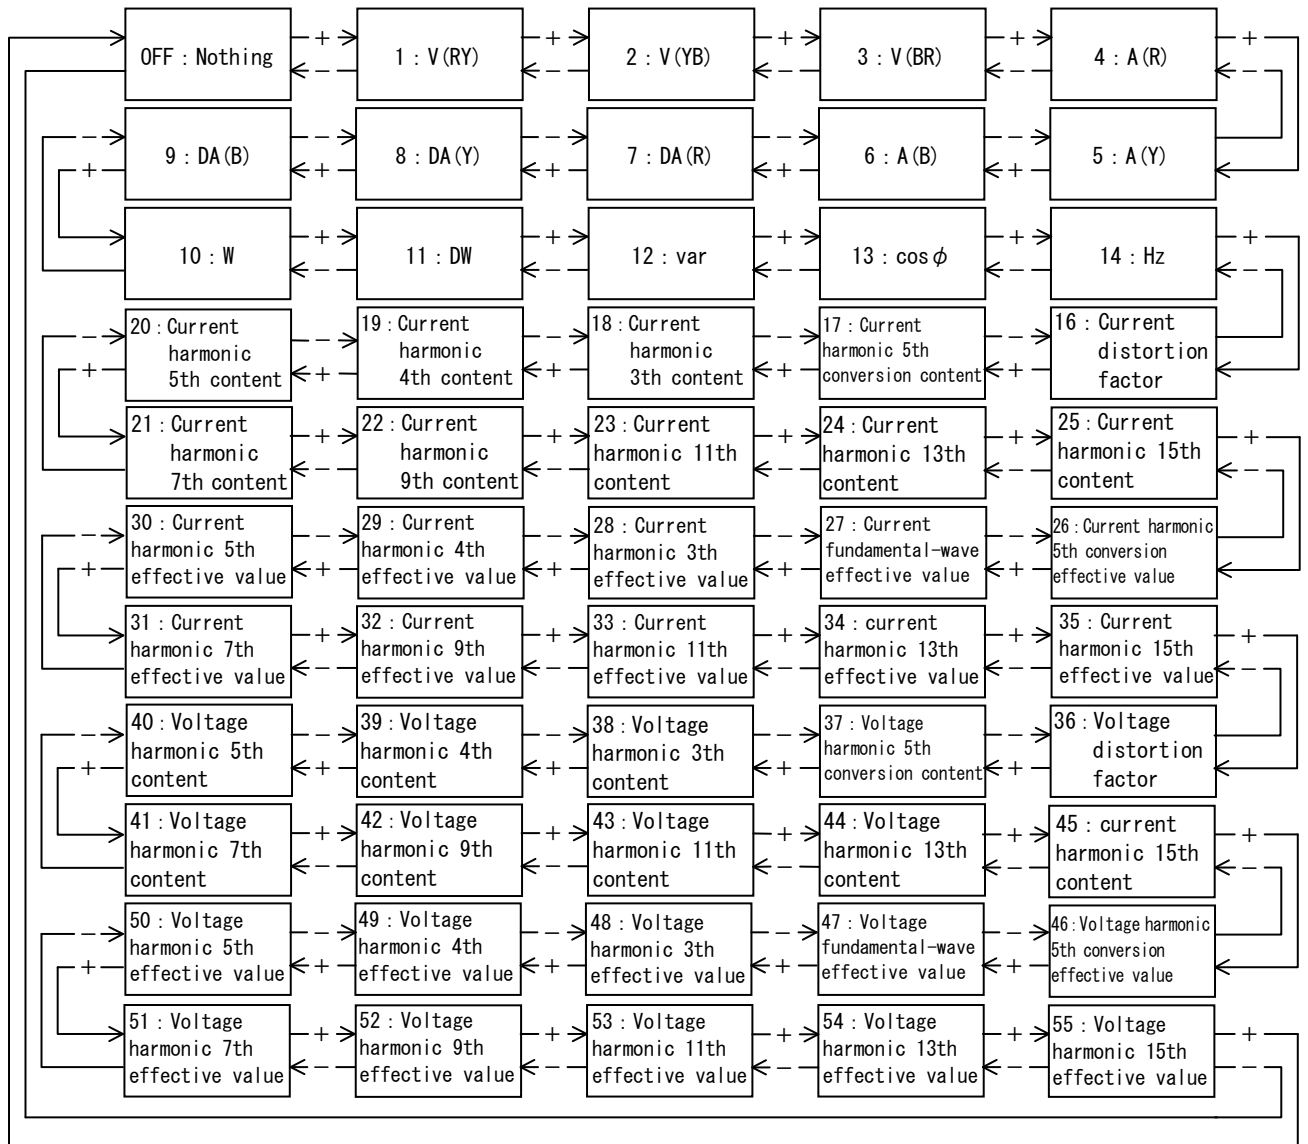 OFF : Nothing
+
−
1 : V(RY)
+
−
2 : V(YB)
+
−
3 : V(BR)
+
−
4 : A(R)
+
−
−
+
9 : DA(B)
−
+
8 : DA(Y)
−
+
7 : DA(R)
−
+
6 : A(B)
−
+
5 : A(Y)
10 : W
+
−
11 : DW
+
−
12 : var
+
−
13 : cosφ
+
−
14 : Hz
+
−
−
+
20 : Current
harmonic
5th content
−
+
19 : Current
harmonic
4th content
−
+
18 : Current
harmonic
3th content
−
+
17 : Current
harmonic 5th
conversion content
−
+
16 : Current
distortion
factor
21 : Current
harmonic
7th content
+
−
22 : Current
harmonic
9th content
+
−
23 : Current
harmonic 11th
content
+
−
24 : Current
harmonic 13th
content
+
−
25 : Current
harmonic 15th
content
+
−
−
+
30 : Current
harmonic 5th
effective value
−
+
29 : Current
harmonic 4th
effective value
−
+
28 : Current
harmonic 3th
effective value
−
+
27 : Current
fundamental-wave
effective value
−
+
26 : Current harmonic
5th conversion
effective value
31 : Current
harmonic 7th
effective value
+
−
32 : Current
harmonic 9th
effective value
+
−
33 : Current
harmonic 11th
effective value
+
−
34 : current
harmonic 13th
effective value
+
−
35 : Current
harmonic 15th
effective value
+
−
−
+
40 : Voltage
harmonic 5th
content
−
+
39 : Voltage
harmonic 4th
content
−
+
38 : Voltage
harmonic 3th
content
−
+
37 : Voltage
harmonic 5th
conversion content
−
+
36 : Voltage
distortion
factor
41 : Voltage
harmonic 7th
content
+
−
42 : Voltage
harmonic 9th
content
+
−
43 : Voltage
harmonic 11th
content
+
−
44 : Voltage
harmonic 13th
content
+
−
45 : current
harmonic 15th
content
+
−
−
+
50 : Voltage
harmonic 5th
effective value
−
+
49 : Voltage
harmonic 4th
effective value
−
+
48 : Voltage
harmonic 3th
effective value
−
+
47 : Voltage
fundamental-wave
effective value
−
+
46 : Voltage harmonic
5th conversion
effective value
51 : Voltage
harmonic 7th
effective value
+
−
52 : Voltage
harmonic 9th
effective value
+
−
53 : Voltage
harmonic 11th
effective value
+
−
54 : Voltage
harmonic 13th
effective value
+
−
55 : Voltage
harmonic 15th
effective value
+
−